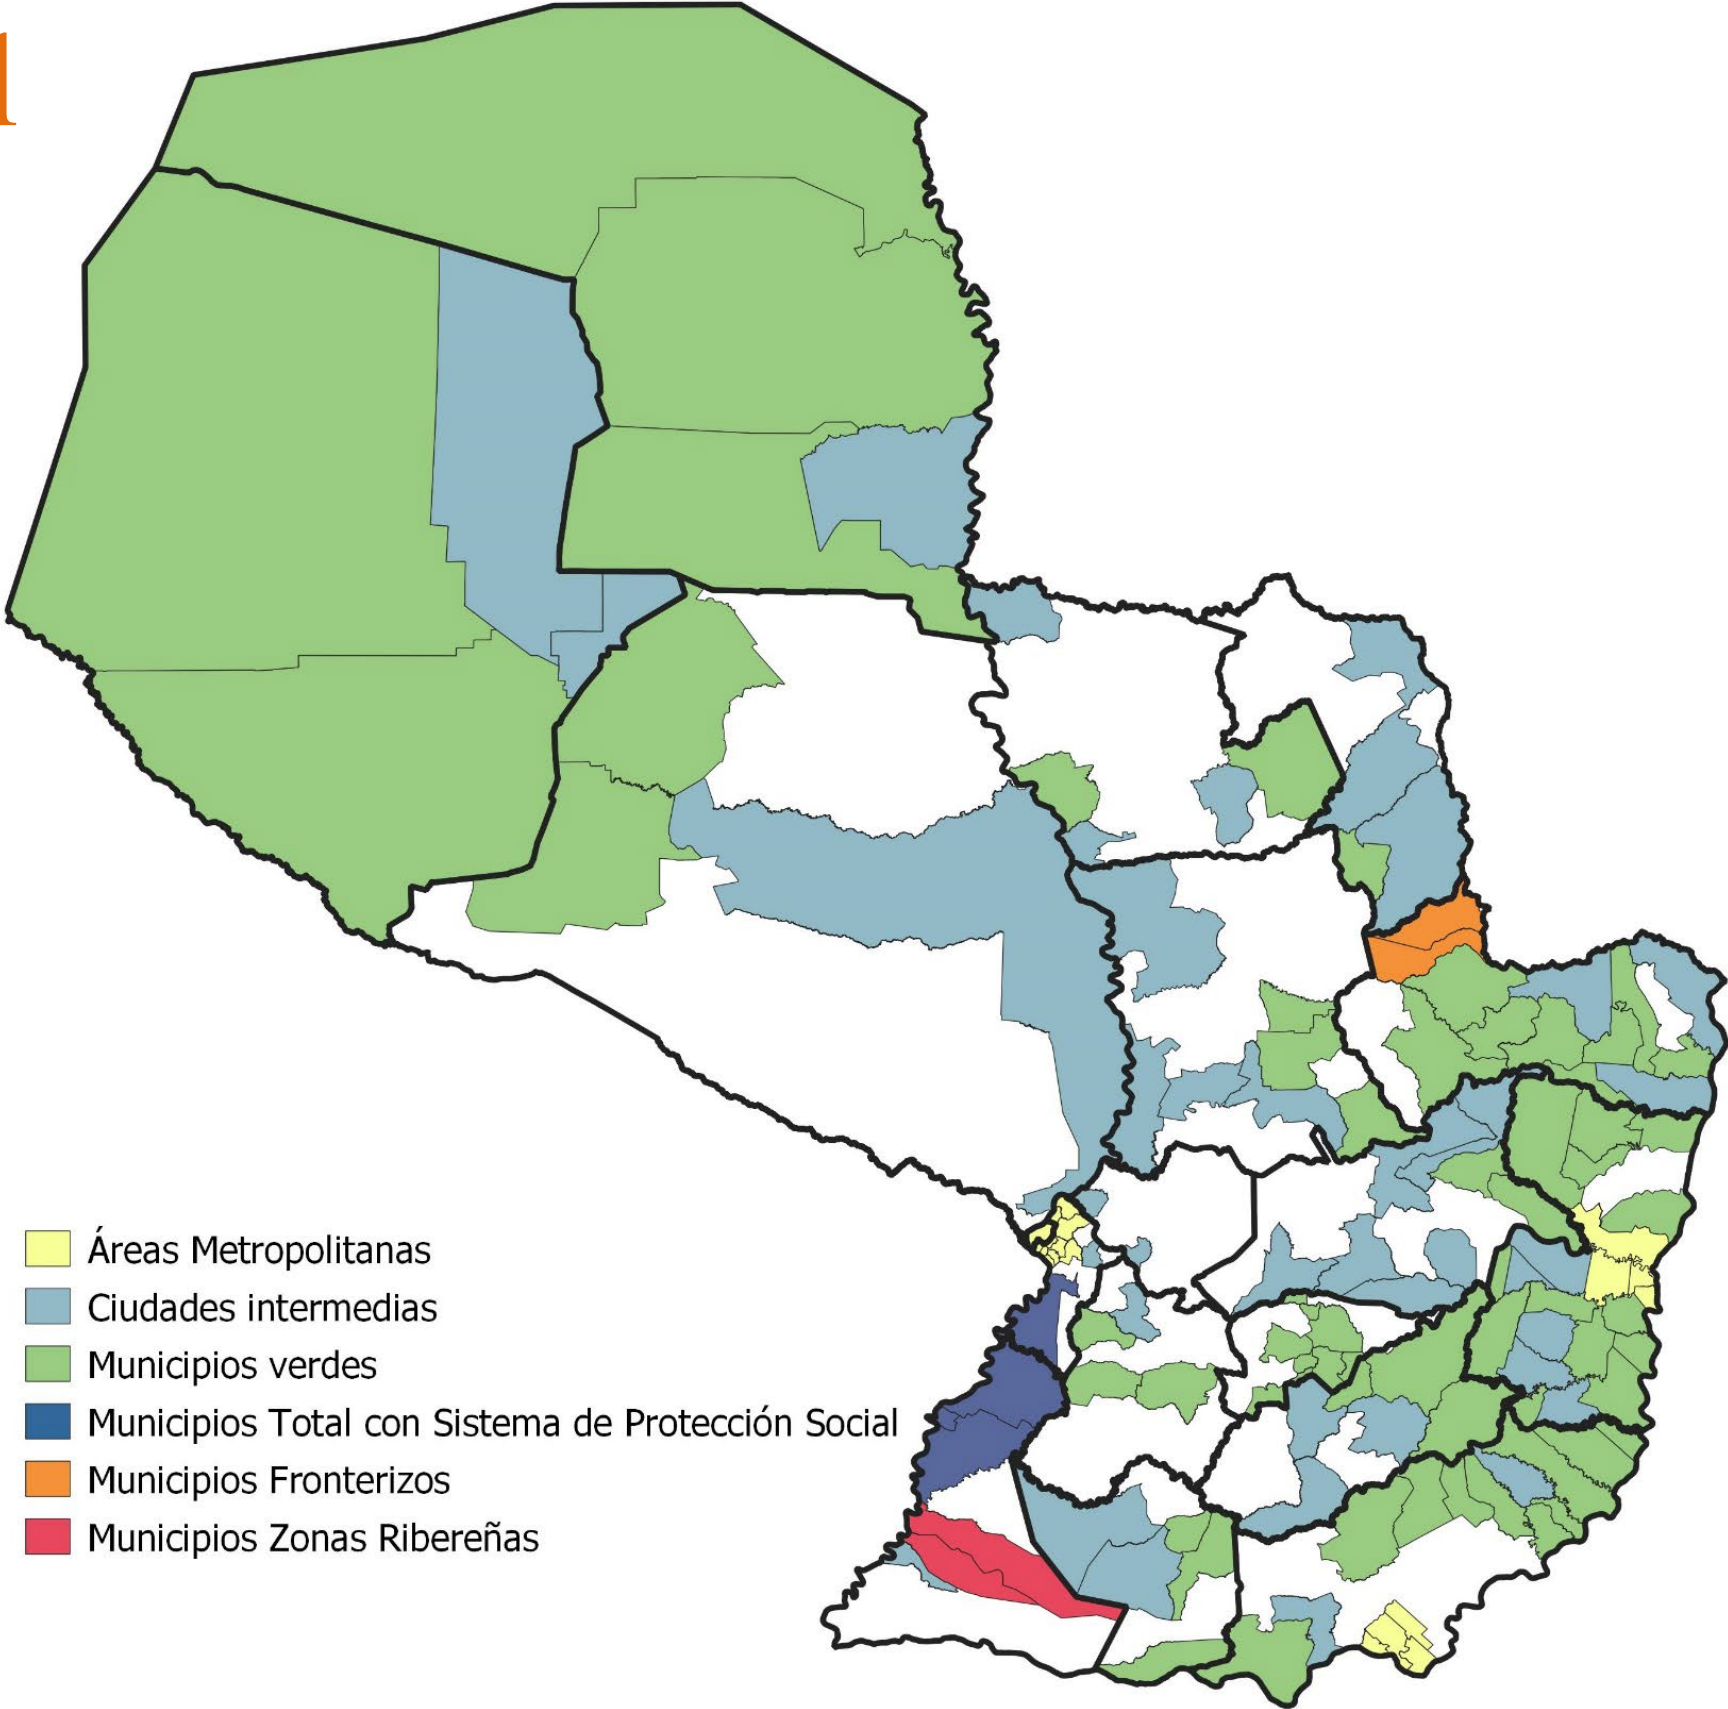 Áreas Metropolitanas
Ciudades intermedias
Municipios verdes
Municipios Total con Sistema de Protección Social
Municipios Fronterizos
Municipios Zonas Ribereñas